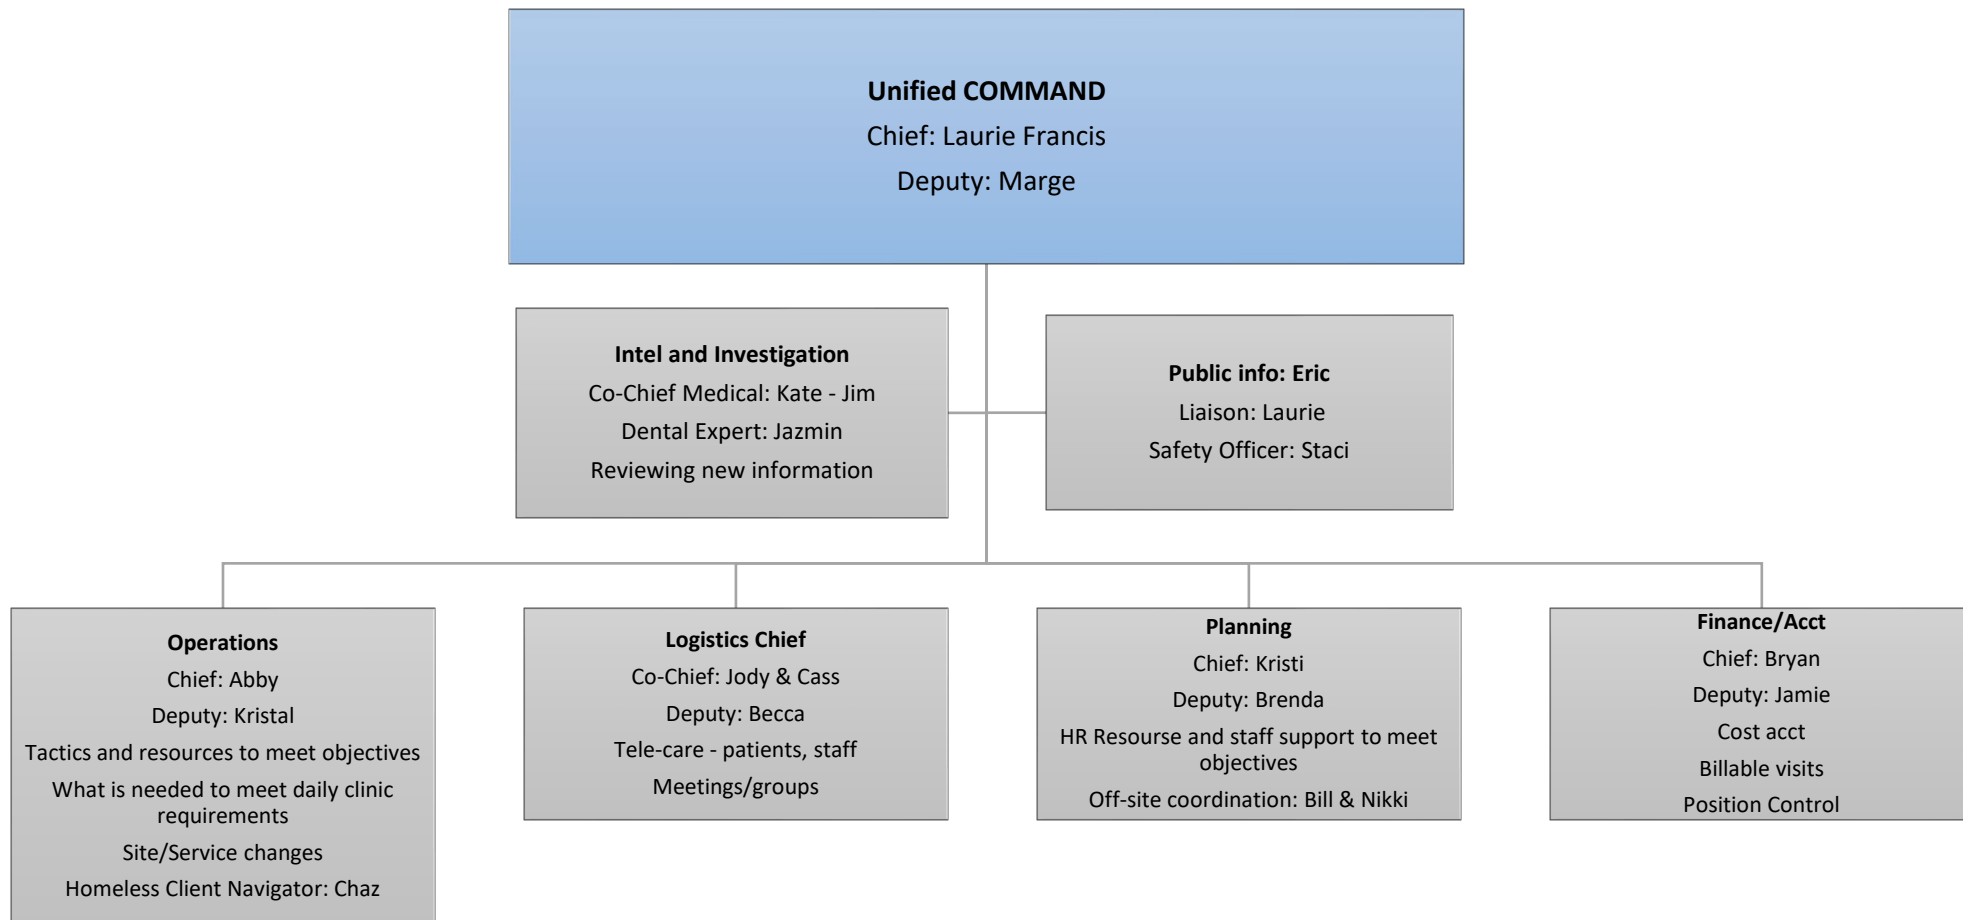 Unified COMMAND
Chief: Laurie Francis
Deputy: Marge
Intel and Investigation
Co-Chief Medical: Kate - Jim
Dental Expert: Jazmin
Reviewing new information
Public info: Eric
Liaison: Laurie
Safety Officer: Staci
Operations
Chief: Abby
Deputy: Kristal
Tactics and resources to meet objectives
What is needed to meet daily clinic
requirements
Site/Service changes
Homeless Client Navigator: Chaz
Logistics Chief
Co-Chief: Jody & Cass
Deputy: Becca
Tele-care - patients, staff
Meetings/groups
Planning
Chief: Kristi
Deputy: Brenda
HR Resourse and staff support to meet
objectives
Off-site coordination: Bill & Nikki
Finance/Acct
Chief: Bryan
Deputy: Jamie
Cost acct
Billable visits
Position Control